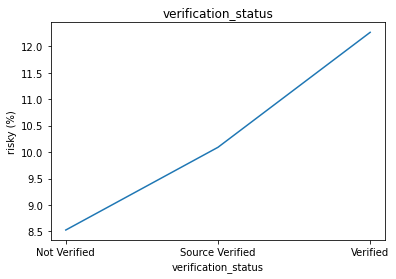 verification_status
12.0
11.5
11.0
10.5
10.0
9.5
9.0
8.5
risky (%)
Not Verified Source Verified Verified
verification_status